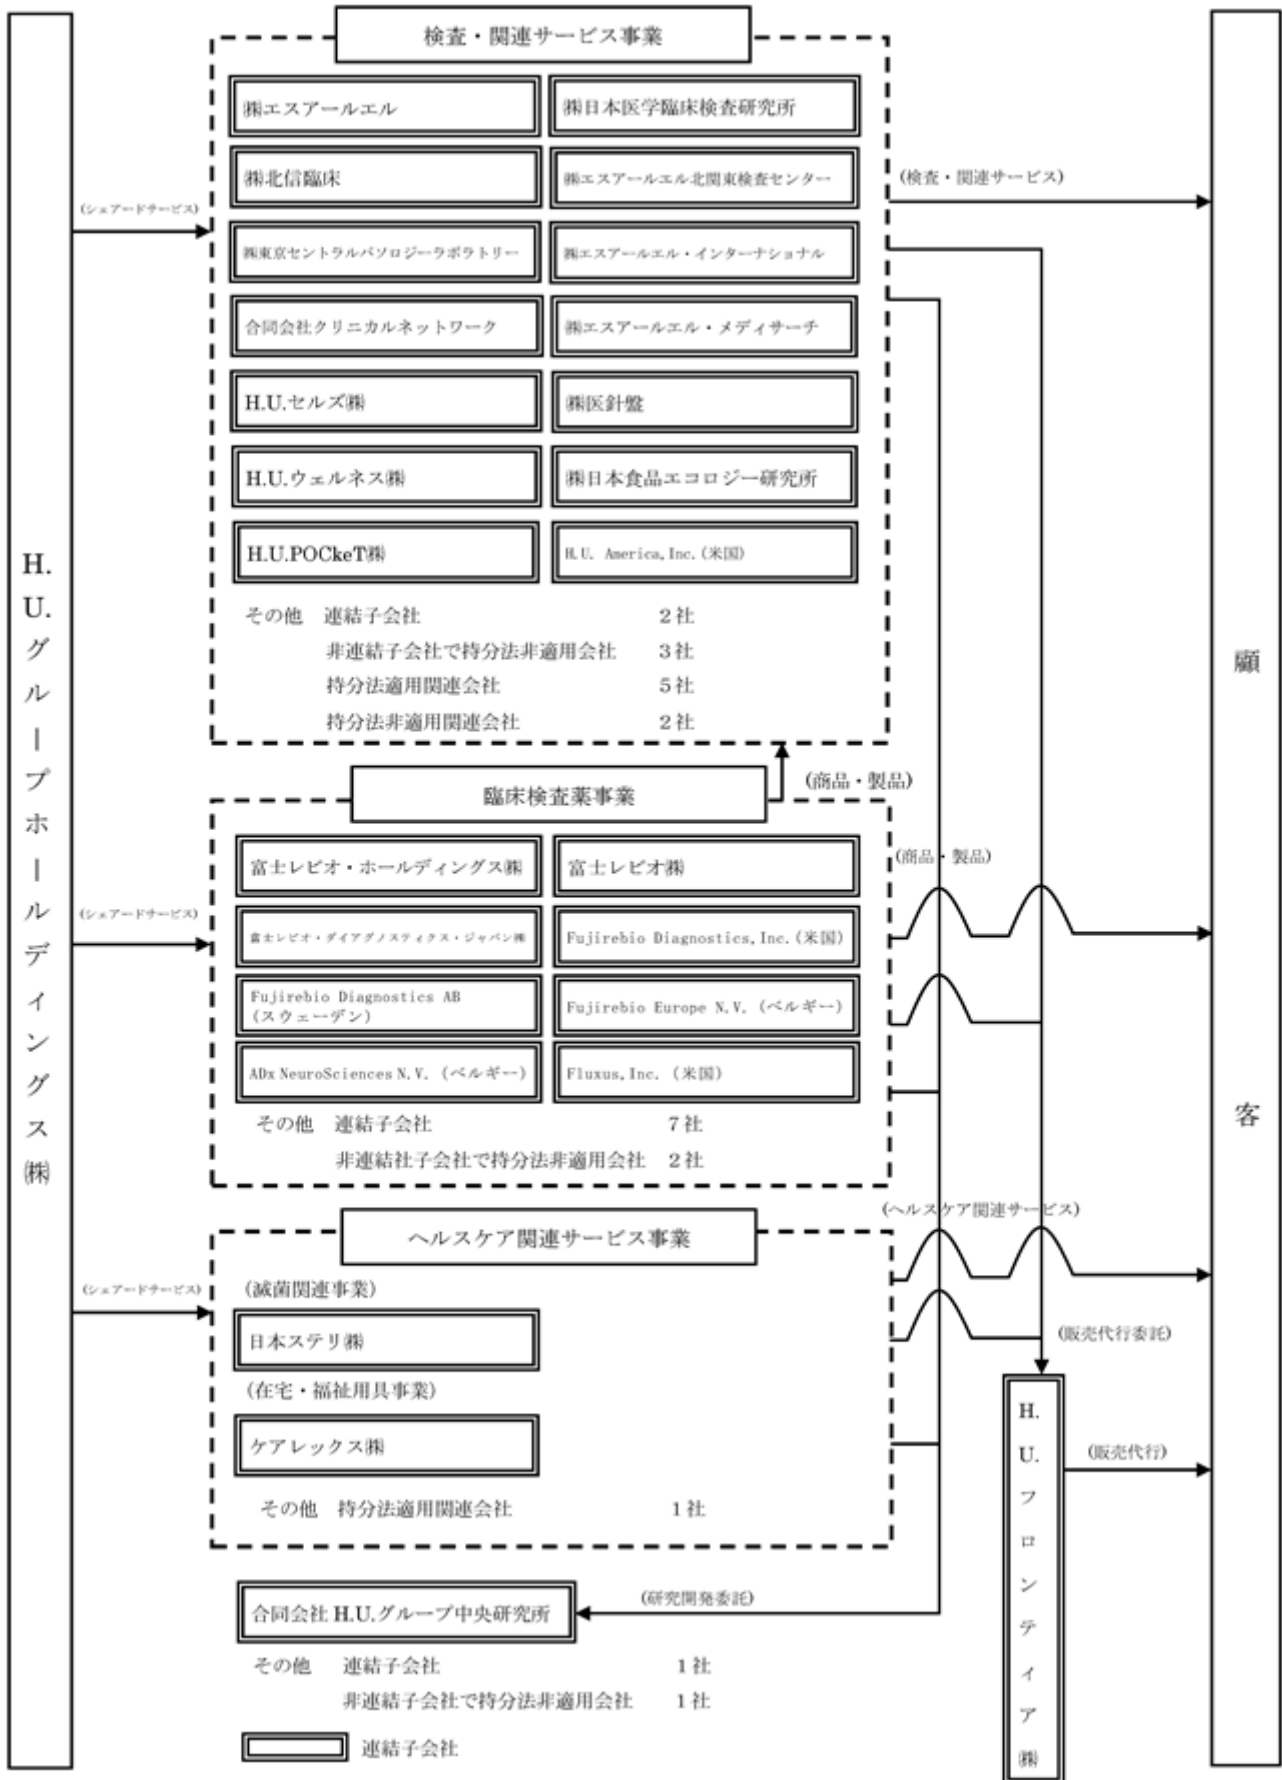 H.U.グループホールディングス㈱
検査・関連サービス事業
㈱エスアールエル
㈱日本医学臨床検査研究所
㈱北信臨床
㈱エスアールエル北関東検査センター
㈱東京セントラルパソロジーラボラトリー
㈱エスアールエル・インターナショナル
合同会社クリニカルネットワーク
㈱エスアールエル・メディサーチ
H.U.セルズ㈱
㈱医針盤
H.U.ウェルネス㈱
㈱日本食品エコロジー研究所
H.U.POCkeT㈱
H.U. America,Inc.(米国)
その他 連結子会社 2社
非連結子会社で持分法非適用会社 3社
持分法適用関連会社 5社
持分法非適用関連会社 2社
(シェアードサービス)
(検査・関連サービス)
(商品・製品)
臨床検査薬事業
富士レビオ・ホールディングス㈱
富士レビオ㈱
富士レビオ・ダイアグノスティクス・ジャパン㈱
Fujirebio Diagnostics,Inc.(米国)
Fujirebio Diagnostics AB
(スウェーデン)
Fujirebio Europe N.V. (ベルギー)
ADx NeuroSciences N.V. (ベルギー)
Fluxus,Inc. (米国)
その他 連結子会社 7社
非連結社子会社で持分法非適用会社 2社
(シェアードサービス)
(商品・製品)
ヘルスケア関連サービス事業
(滅菌関連事業)
日本ステリ㈱
(在宅・福祉用具事業)
ケアレックス㈱
その他 持分法適用関連会社 1社
(シェアードサービス)
(ヘルスケア関連サービス)
(販売代行委託)
H.U.フロンティア㈱
(販売代行)
合同会社 H.U.グループ中央研究所
(研究開発委託)
その他 連結子会社 1社
非連結子会社で持分法非適用会社 1社
連結子会社
顧客